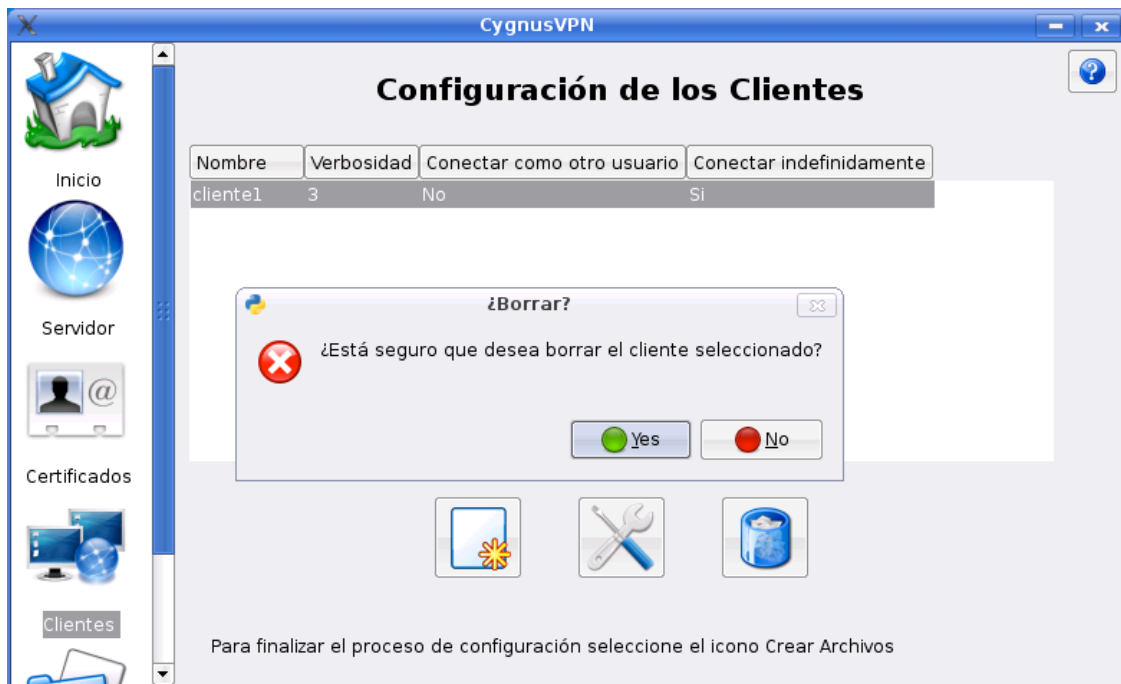 CygnusVPN
Configuración de los Clientes
Inicio
Servidor
Certificados
Clientes
Nombre Verbosidad Conectar como otro usuario Conectar indefinidamente
cliente1 3 No Si
¿Borrar?
¿Está seguro que desea borrar el cliente seleccionado?
Yes No
Para finalizar el proceso de configuración seleccione el icono Crear Archivos